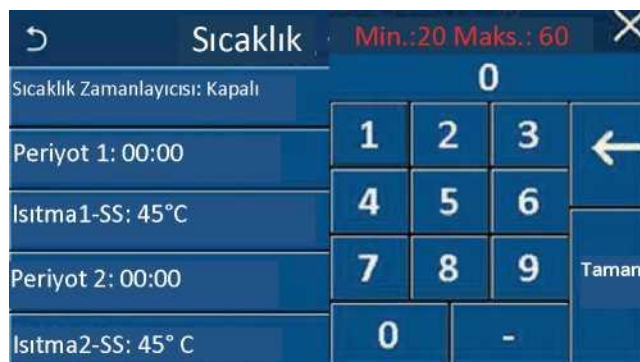 Sıcaklık
Sıcaklık Zamanlayıcısı: Kapalı
Periyot 1: 00:00
Isıtma1-SS: 45°C
Periyot 2: 00:00
Isıtma2-SS: 45° C
Min.:20 Maks.: 60
0
1 2 3
4 5 6
7 8 9
0 -
Tamam